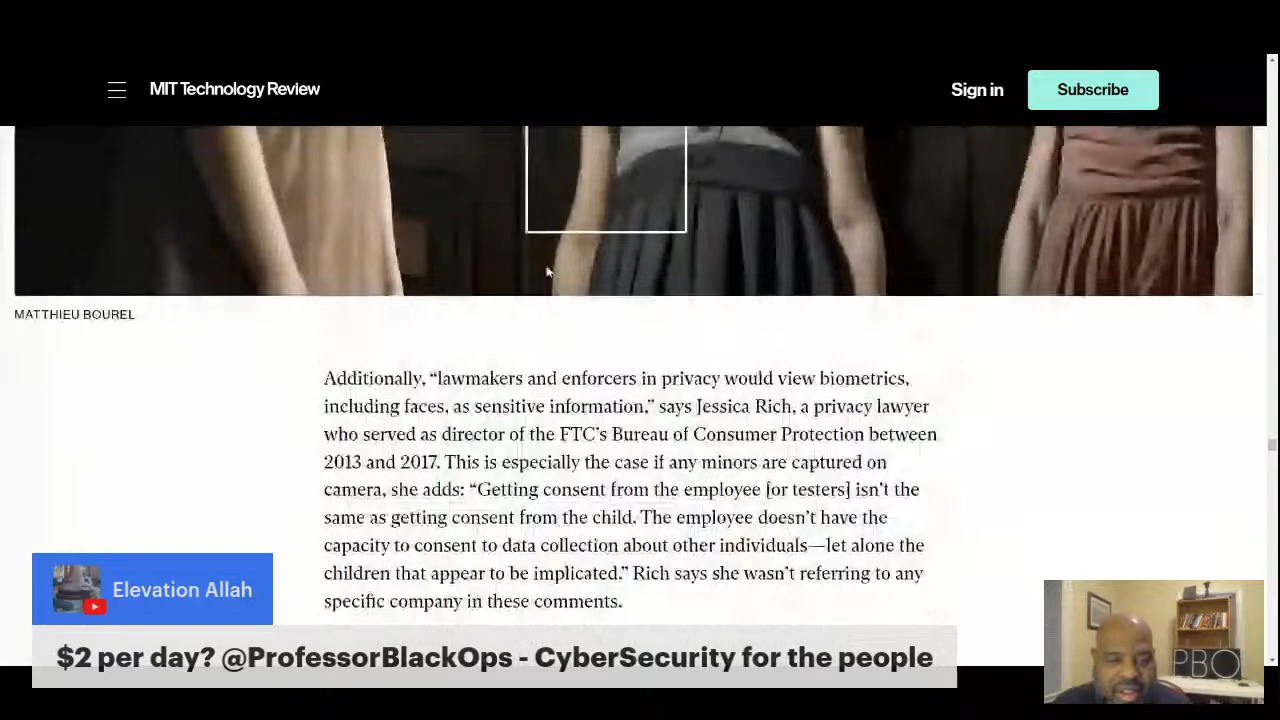 MIT Technology Review
Sign in
Subscribe
MATTHIEU BOUREL
Additionally, “lawmakers and enforcers in privacy would view biometrics,
including faces, as sensitive information,” says Jessica Rich, a privacy lawyer
who served as director of the FTC’s Bureau of Consumer Protection between
2013 and 2017. This is especially the case if any minors are captured on
camera, she adds: “Getting consent from the employee [or testers] isn’t the
same as getting consent from the child. The employee doesn’t have the
capacity to consent to data collection about other individuals—let alone the
children that appear to be implicated.” Rich says she wasn’t referring to any
specific company in these comments.
Elevation Allah
$2 per day? @ProfessorBlackOps - CyberSecurity for the people
PBO